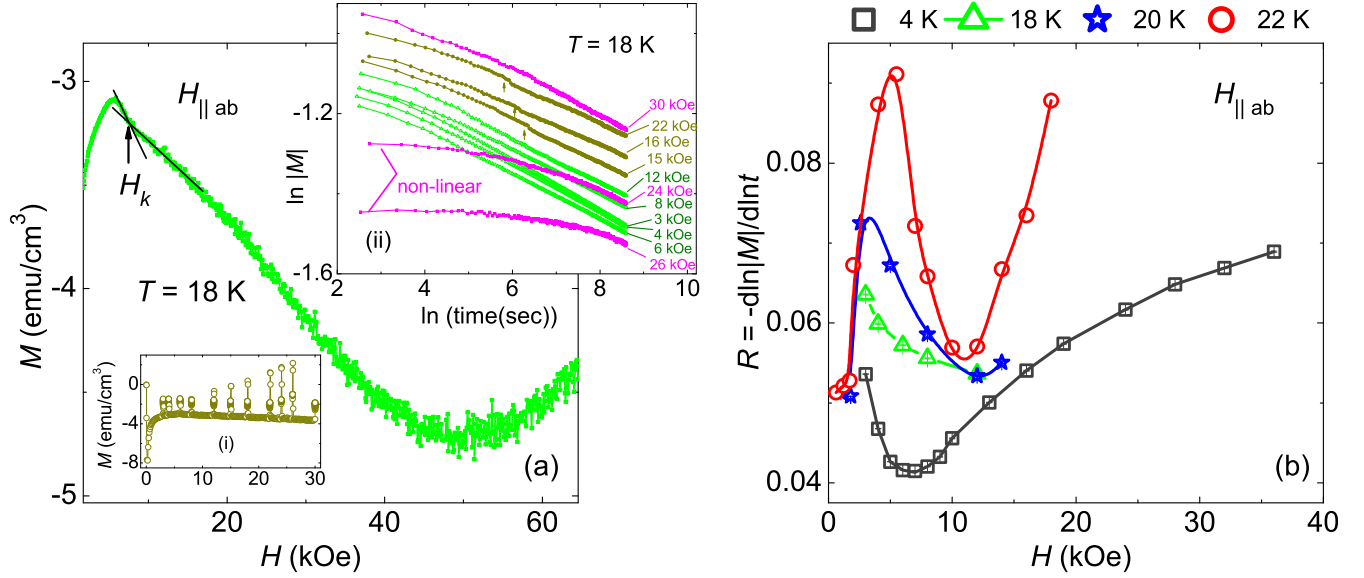 4 K 18 K 20 K 22 K
-3
-4
-5
M (emu/cm³)
20 40 60
H (kOe)
H|| ab
Hk
T = 18 K
(a)
0
-4
-8
M (emu/cm³)
(i)
0 10 20 30
T = 18 K
-1.2
-1.6
ln |M|
non-linear
(ii)
30 kOe
22 kOe
16 kOe
15 kOe
12 kOe
24 kOe
8 kOe
3 kOe
4 kOe
6 kOe
26 kOe
2 4 6 8 10
ln (time(sec))
H|| ab
0.08
0.06
0.04
R = -dln|M|/dlnt
(b)
0 10 20 30 40
H (kOe)